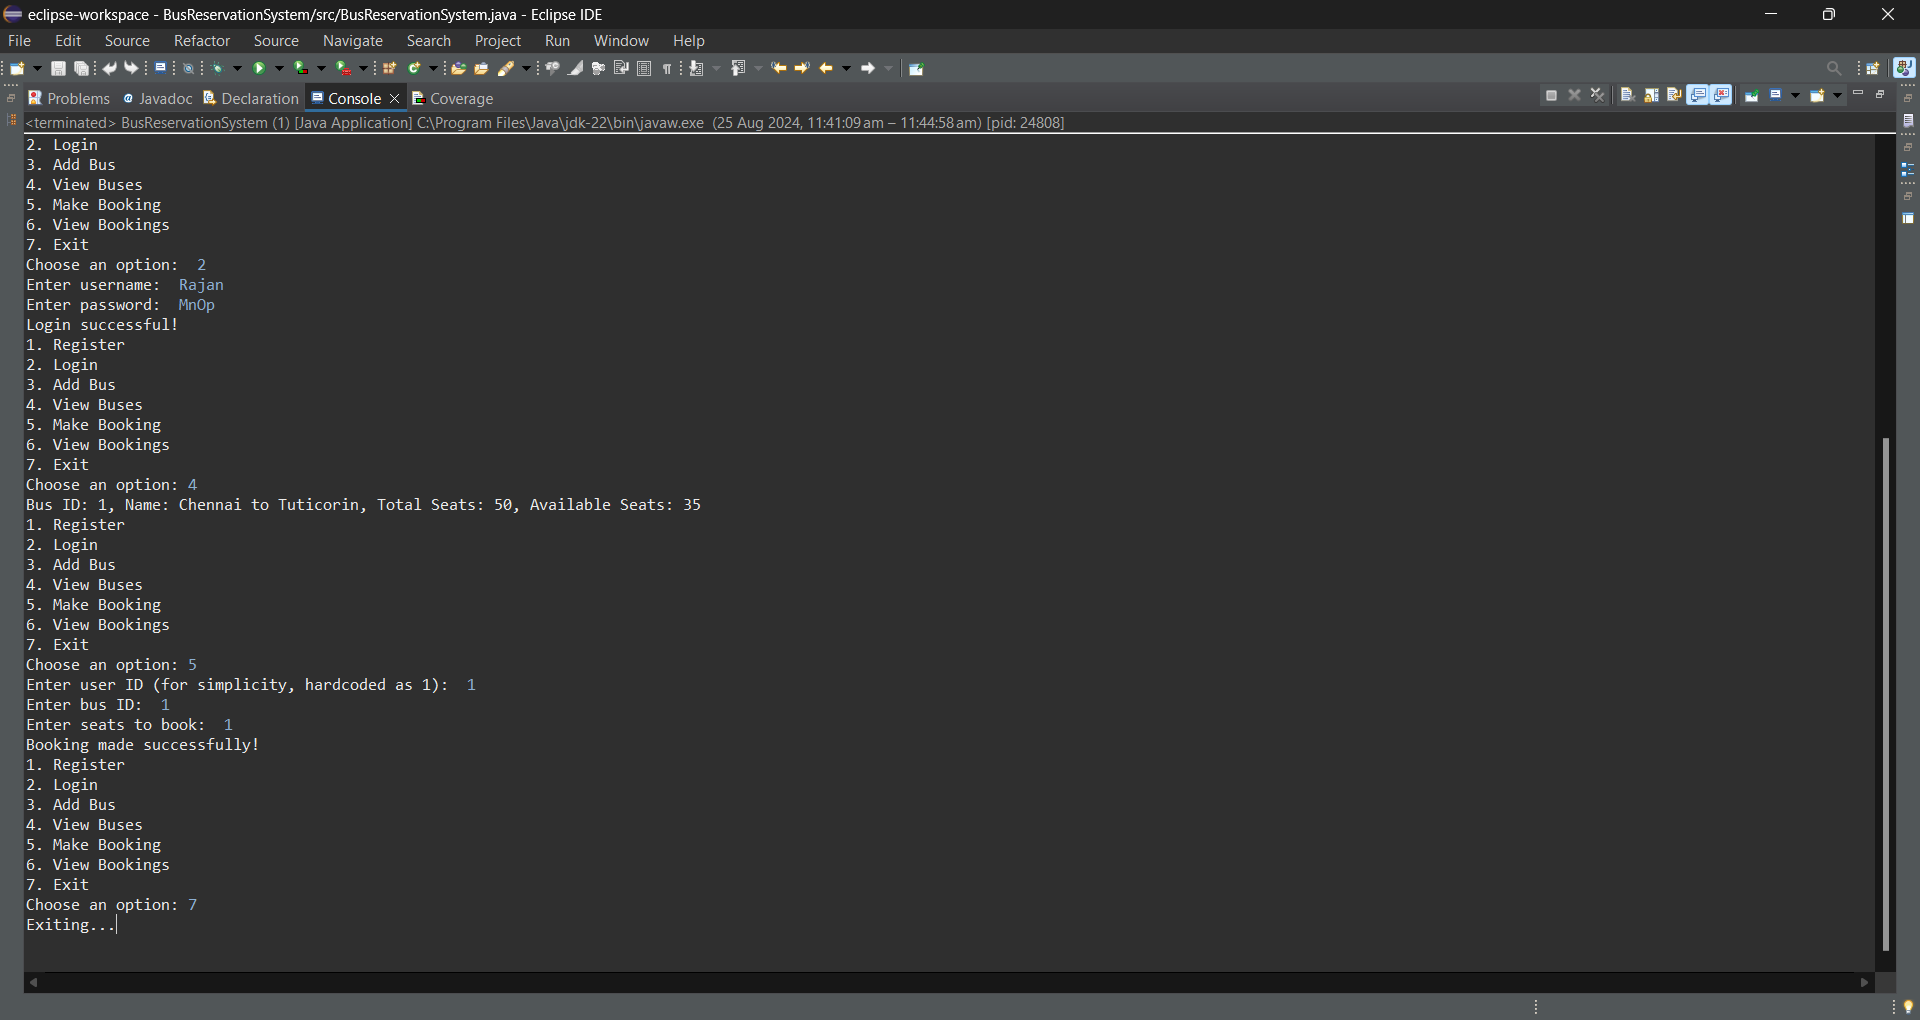 eclipse-workspace - BusReservationSystem/src/BusReservationSystem.java - Eclipse IDE
File Edit Source Refactor Source Navigate Search Project Run Window Help
Problems Javadoc Declaration Console Coverage
<terminated> BusReservationSystem (1) [Java Application] C:\Program Files\Java\jdk-22\bin\javaw.exe (25 Aug 2024, 11:41:09 am – 11:44:58 am) [pid: 24808]
2. Login
3. Add Bus
4. View Buses
5. Make Booking
6. View Bookings
7. Exit
Choose an option: 2
Enter username: Rajan
Enter password: MnOp
Login successful!
1. Register
2. Login
3. Add Bus
4. View Buses
5. Make Booking
6. View Bookings
7. Exit
Choose an option: 4
Bus ID: 1, Name: Chennai to Tuticorin, Total Seats: 50, Available Seats: 35
1. Register
2. Login
3. Add Bus
4. View Buses
5. Make Booking
6. View Bookings
7. Exit
Choose an option: 5
Enter user ID (for simplicity, hardcoded as 1): 1
Enter bus ID: 1
Enter seats to book: 1
Booking made successfully!
1. Register
2. Login
3. Add Bus
4. View Buses
5. Make Booking
6. View Bookings
7. Exit
Choose an option: 7
Exiting...